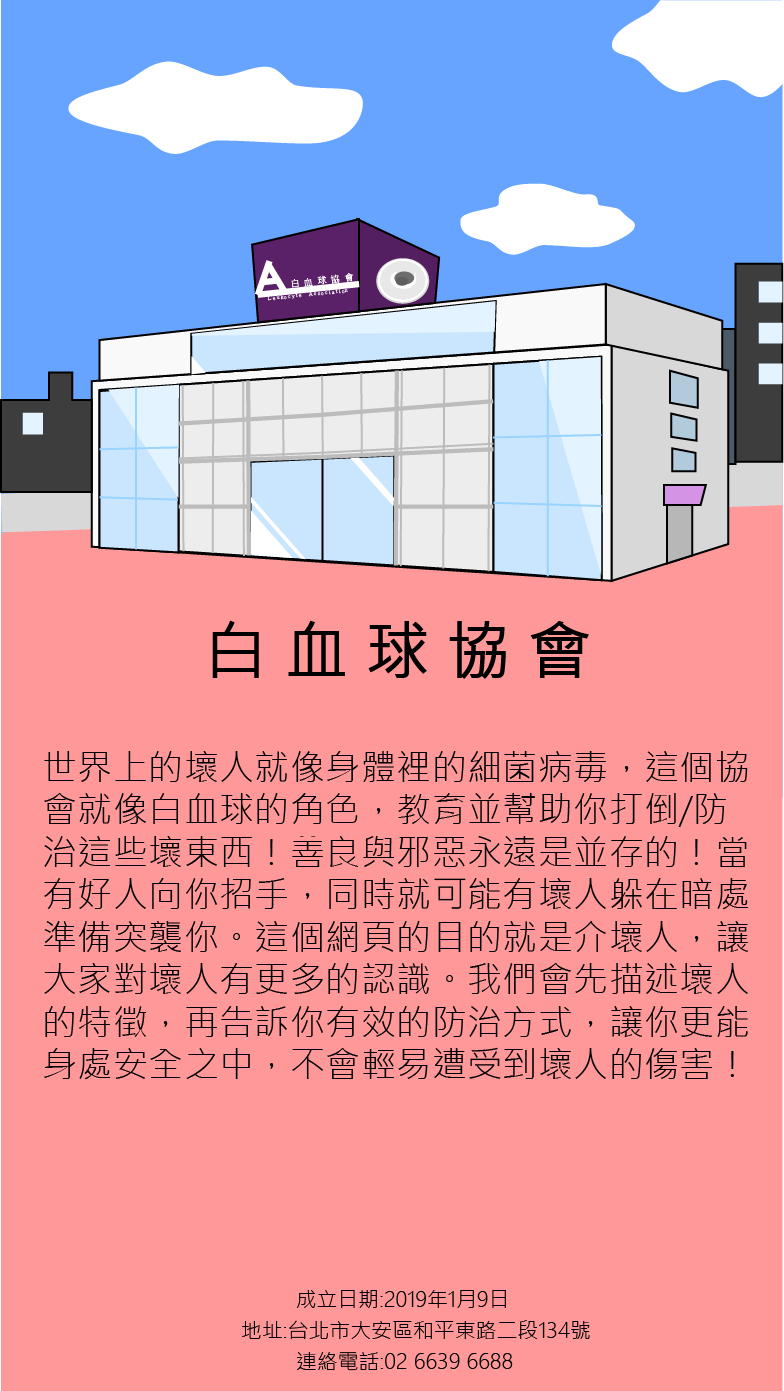 白血球協會
Leukocyte Association
白血球協會
世界上的壞人就像身體裡的細菌病毒，這個協
會就像白血球的角色，教育並幫助你打倒/防
治這些壞東西！善良與邪惡永遠是並存的！當
有好人向你招手，同時就可能有壞人躲在暗處
準備突襲你。這個網頁的目的就是介壞人，讓
大家對壞人有更多的認識。我們會先描述壞人
的特徵，再告訴你有效的防治方式，讓你更能
身處安全之中，不會輕易遭受到壞人的傷害！
成立日期:2019年1月9日
地址:台北市大安區和平東路二段134號
連絡電話:02 6639 6688